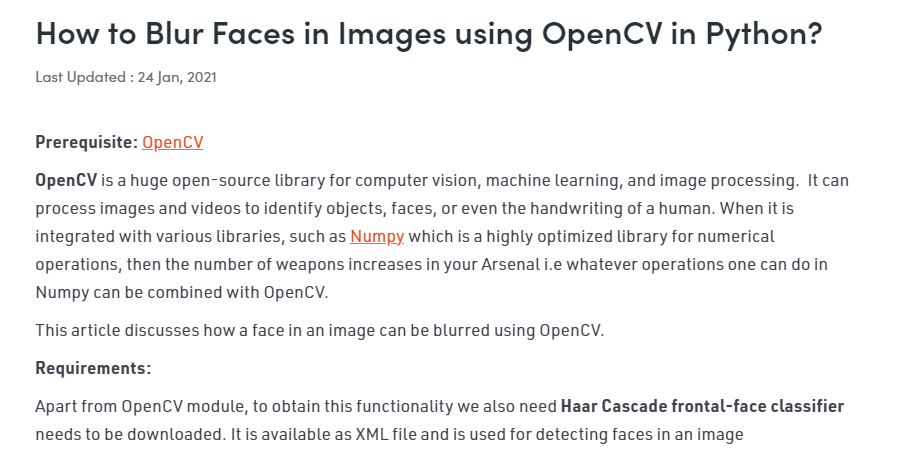 How to Blur Faces in Images using OpenCV in Python?
Last Updated : 24 Jan, 2021
Prerequisite: OpenCV
OpenCV is a huge open-source library for computer vision, machine learning, and image processing.  It can
process images and videos to identify objects, faces, or even the handwriting of a human. When it is
integrated with various libraries, such as Numpy which is a highly optimized library for numerical
operations, then the number of weapons increases in your Arsenal i.e whatever operations one can do in
Numpy can be combined with OpenCV.
This article discusses how a face in an image can be blurred using OpenCV.
Requirements:
Apart from OpenCV module, to obtain this functionality we also need Haar Cascade frontal-face classifier
needs to be downloaded. It is available as XML file and is used for detecting faces in an image